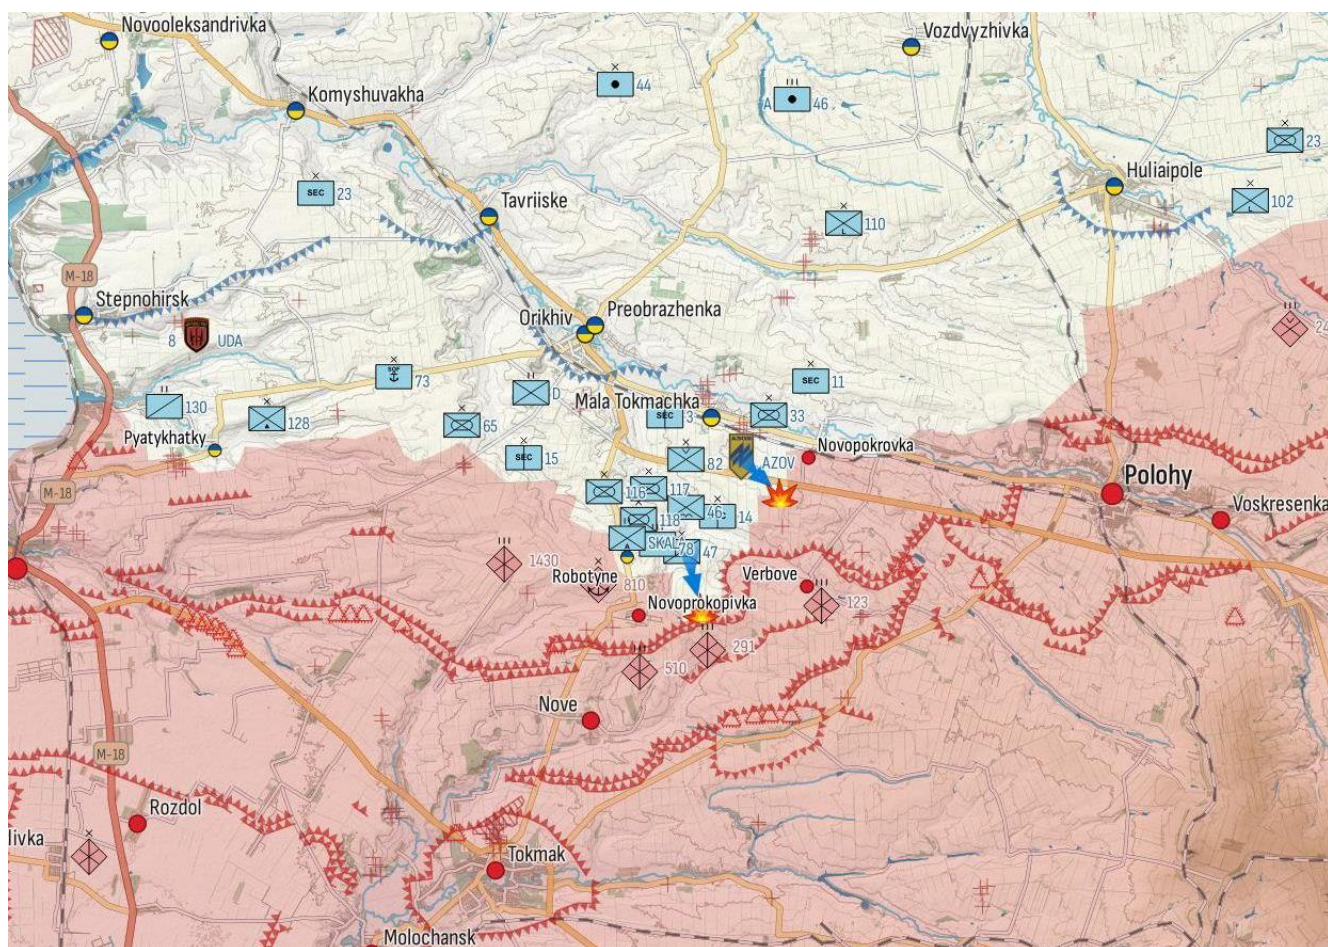 Novooleksandrivka
Vozdvyzhivka
44
A 46
Komyshuvakha
23
Huliaipole
SEC 23
Tavriiske
102
110
M-18
Stepnohirsk
Preobrazhenka
Orikhiv
8 UDA
24
SOF 73
SEC 11
D
130
128
Mala Tokmachka
SEC 3
33
65
Pyatykhatky
Novopokrovka
SEC 15
82
AZOV
Polohy
M-18
116
117
Voskresenka
46
14
118
SKAL
78
47
1430
Robotyne
810
Verbove
Novoprokopivka
123
291
510
Nove
M-18
Rozdol
livka
Tokmak
Molochansk